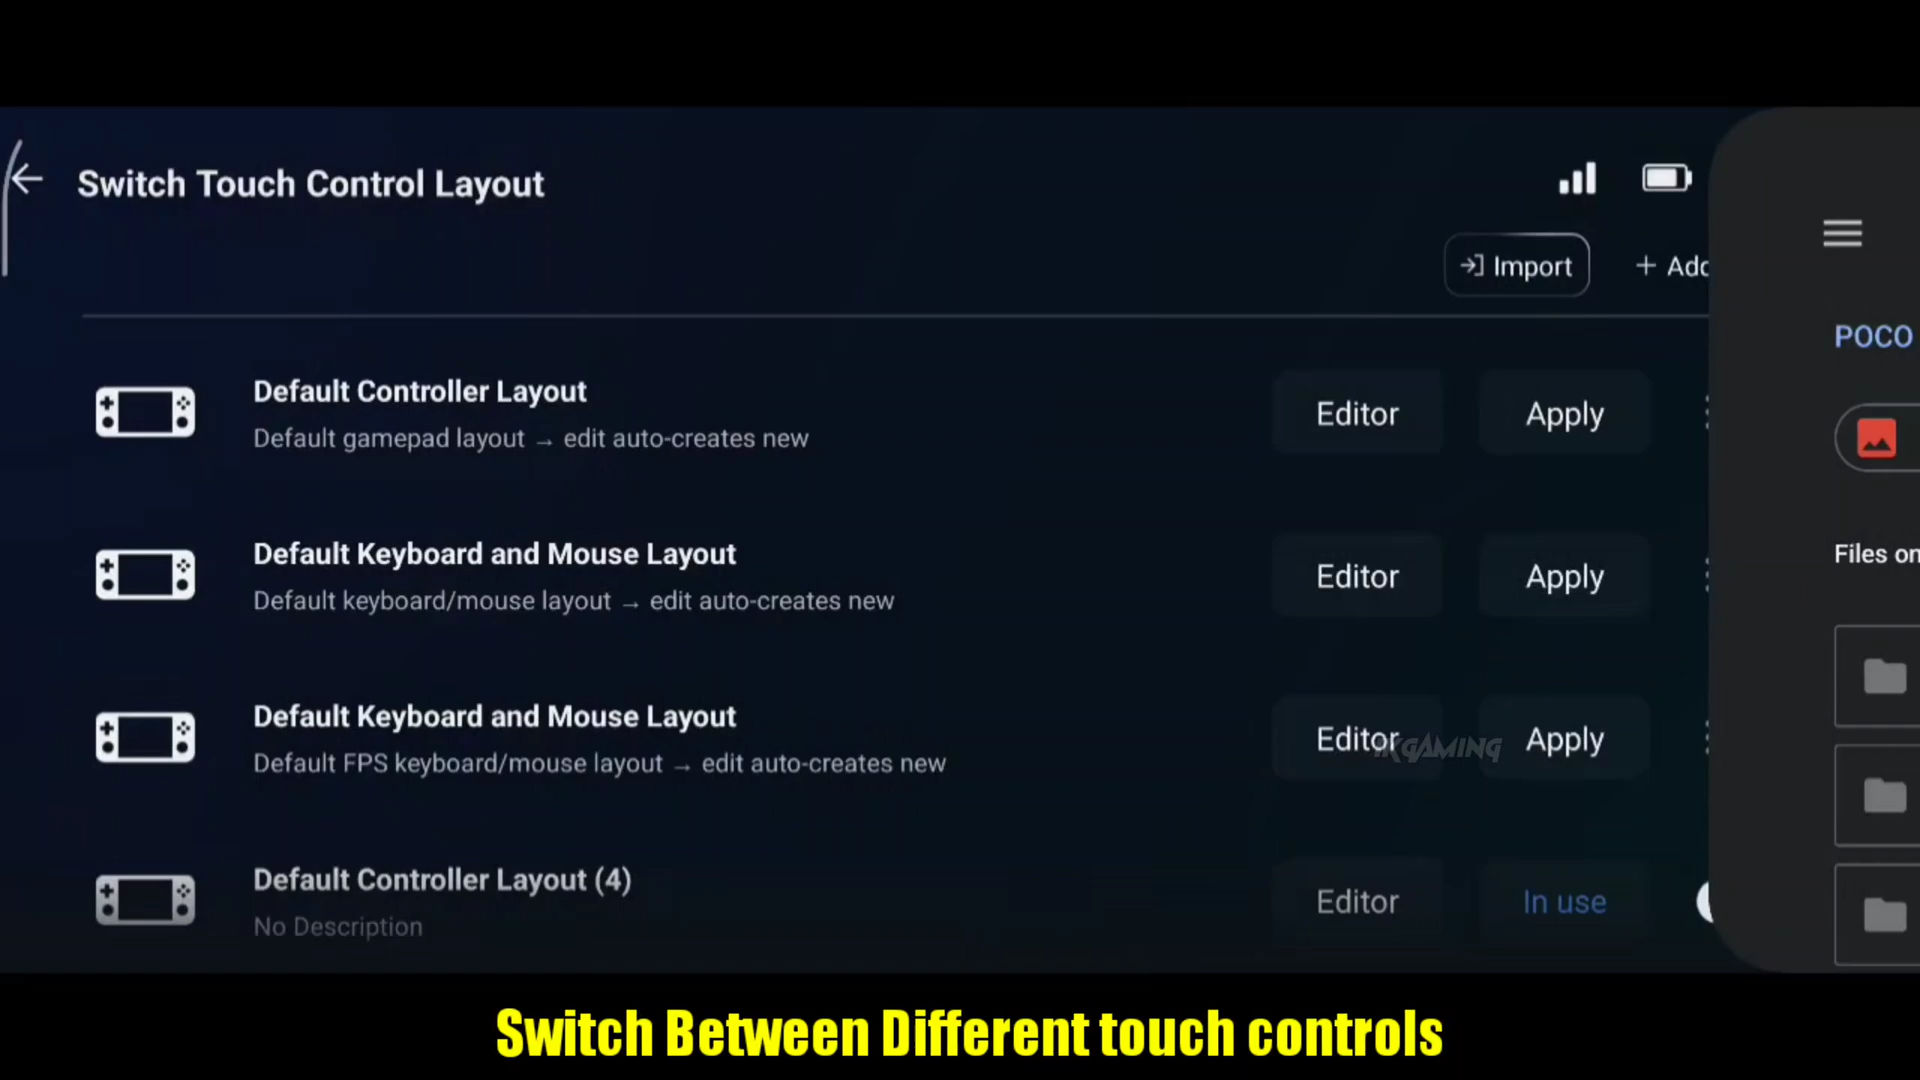 Switch Touch Control Layout
Import
+ Add
POCO
Default Controller Layout
Default gamepad layout → edit auto-creates new
Editor
Apply
Default Keyboard and Mouse Layout
Default keyboard/mouse layout → edit auto-creates new
Editor
Apply
Files on
Default Keyboard and Mouse Layout
Default FPS keyboard/mouse layout → edit auto-creates new
Editor
Apply
GAMING
Default Controller Layout (4)
No Description
Editor
In use
Switch Between Different touch controls